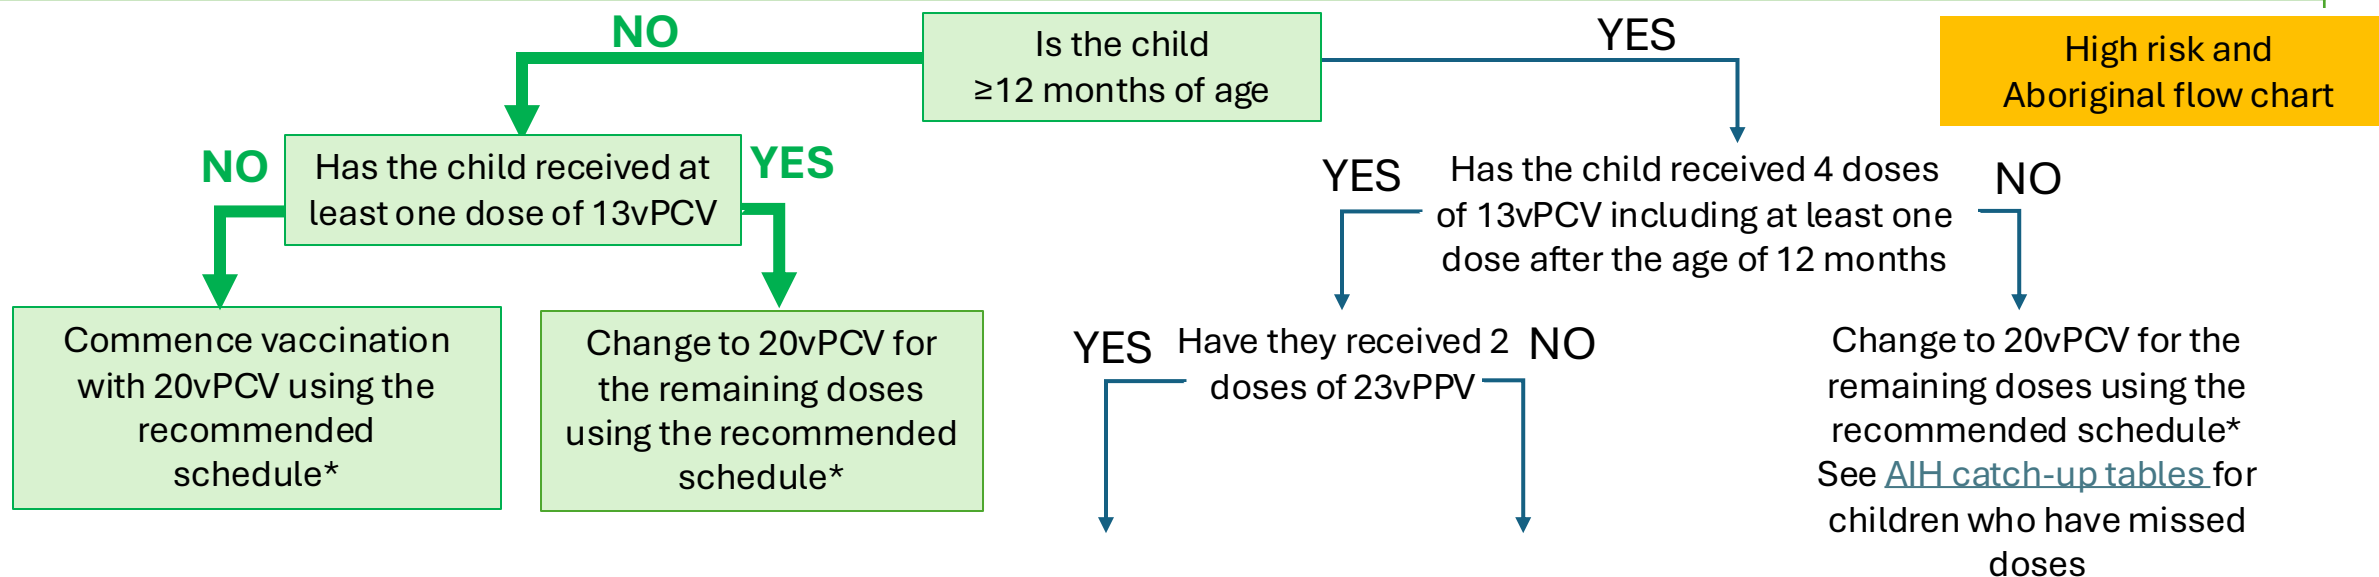 NO
Is the child
≥12 months of age
YES
High risk and
Aboriginal flow chart
NO
Has the child received at
least one dose of 13vPCV
YES
YES
Has the child received 4 doses
of 13vPCV including at least one
dose after the age of 12 months
NO
Commence vaccination
with 20vPCV using the
recommended
schedule*
Change to 20vPCV for
the remaining doses
using the recommended
schedule*
YES
Have they received 2
doses of 23vPPV
NO
Change to 20vPCV for the
remaining doses using the
recommended schedule*
See AIH catch-up tables for
children who have missed
doses